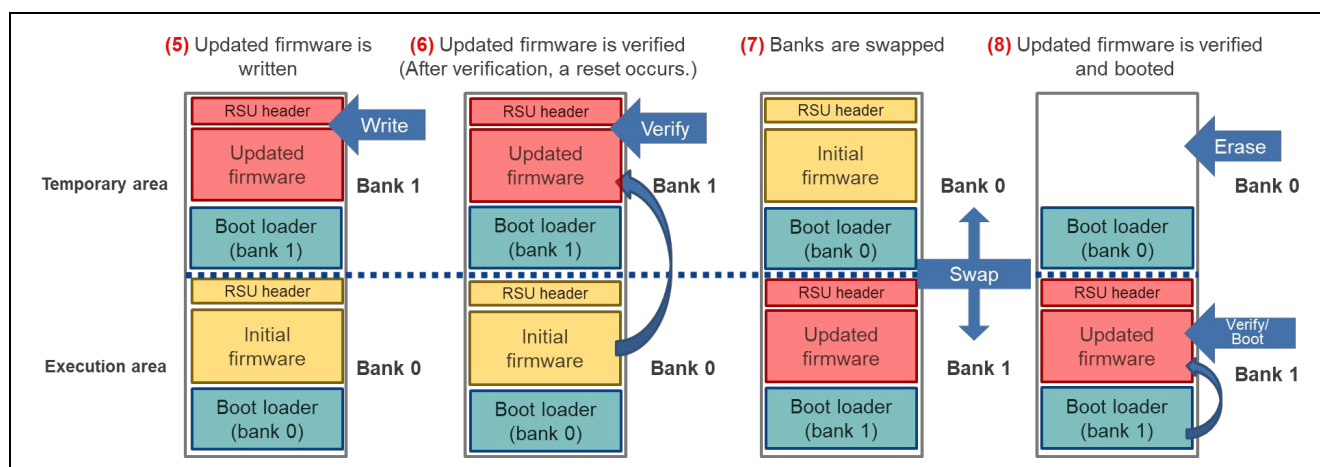 (5) Updated firmware is
written
(6) Updated firmware is verified
(After verification, a reset occurs.)
(7) Banks are swapped
(8) Updated firmware is verified
and booted
Temporary area
Execution area
RSU header
Updated
firmware
Boot loader
(bank 1)
RSU header
Initial
firmware
Boot loader
(bank 0)
Write
Bank 1
Bank 0
RSU header
Updated
firmware
Boot loader
(bank 1)
RSU header
Initial
firmware
Boot loader
(bank 0)
Verify
Bank 1
Bank 0
RSU header
Initial
firmware
Boot loader
(bank 0)
RSU header
Updated
firmware
Boot loader
(bank 1)
Bank 0
Swap
Bank 1
Boot loader
(bank 0)
RSU header
Updated
firmware
Boot loader
(bank 1)
Erase
Bank 0
Verify/
Boot
Bank 1